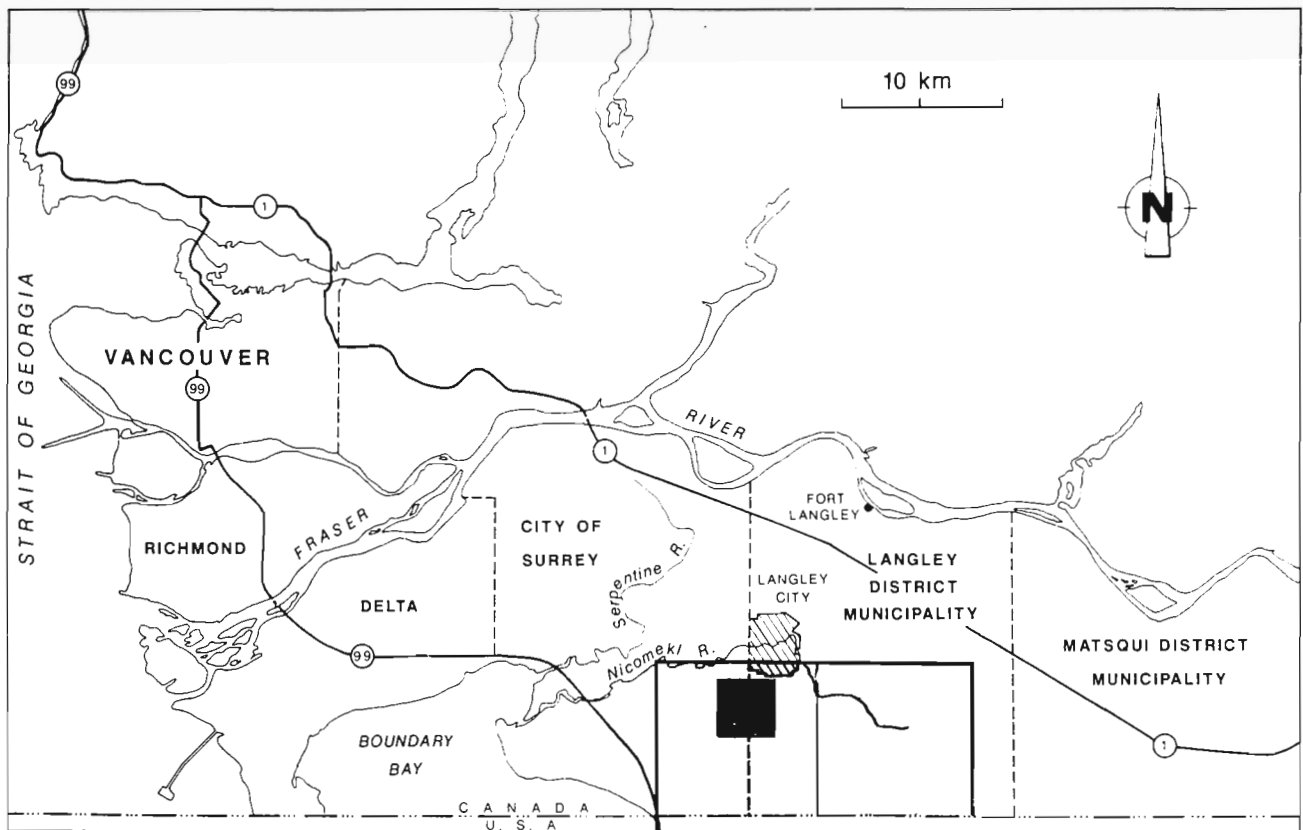 99
10 km
N
1
STRAIT OF GEORGIA
VANCOUVER
99
RIVER
1
FORT
LANGLEY
FRASER
CITY OF
SURREY
RICHMOND
Serpentine R.
LANGLEY
DISTRICT
MUNICIPALITY
LANGLEY
CITY
DELTA
MATSQUI DISTRICT
MUNICIPALITY
99
Nicomekl R.
BOUNDARY
BAY
1
CANADA
U.S.A